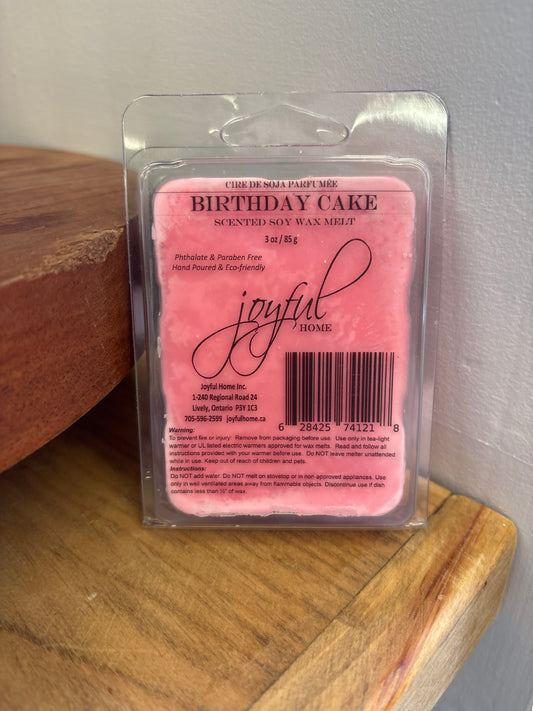 CIRE DE SOJA PARFUMÉE
BIRTHDAY CAKE
SCENTED SOY WAX MELT
3 oz / 85 g
Phthalate & Paraben Free
Hand Poured & Eco-friendly
joyful
HOME
Joyful Home Inc.
1-240 Regional Road 24
Lively, Ontario P3Y 1C3
705-596-2599 joyfulhome.ca
6 28425 74121 8
Warning:
To prevent fire or injury: Remove from packaging before use. Use only in tea-light
warmer or UL listed electric warmers approved for wax melts. Read and follow all
instructions provided with your warmer before use. Do NOT leave melter unattended
while in use. Keep out of reach of children and pets.
Instructions:
Do NOT add water. Do NOT melt on stovetop or in non approved appliances. Use
only in well ventilated areas away from flammable objects. Discontinue use if dish
contains less than ½" of wax.